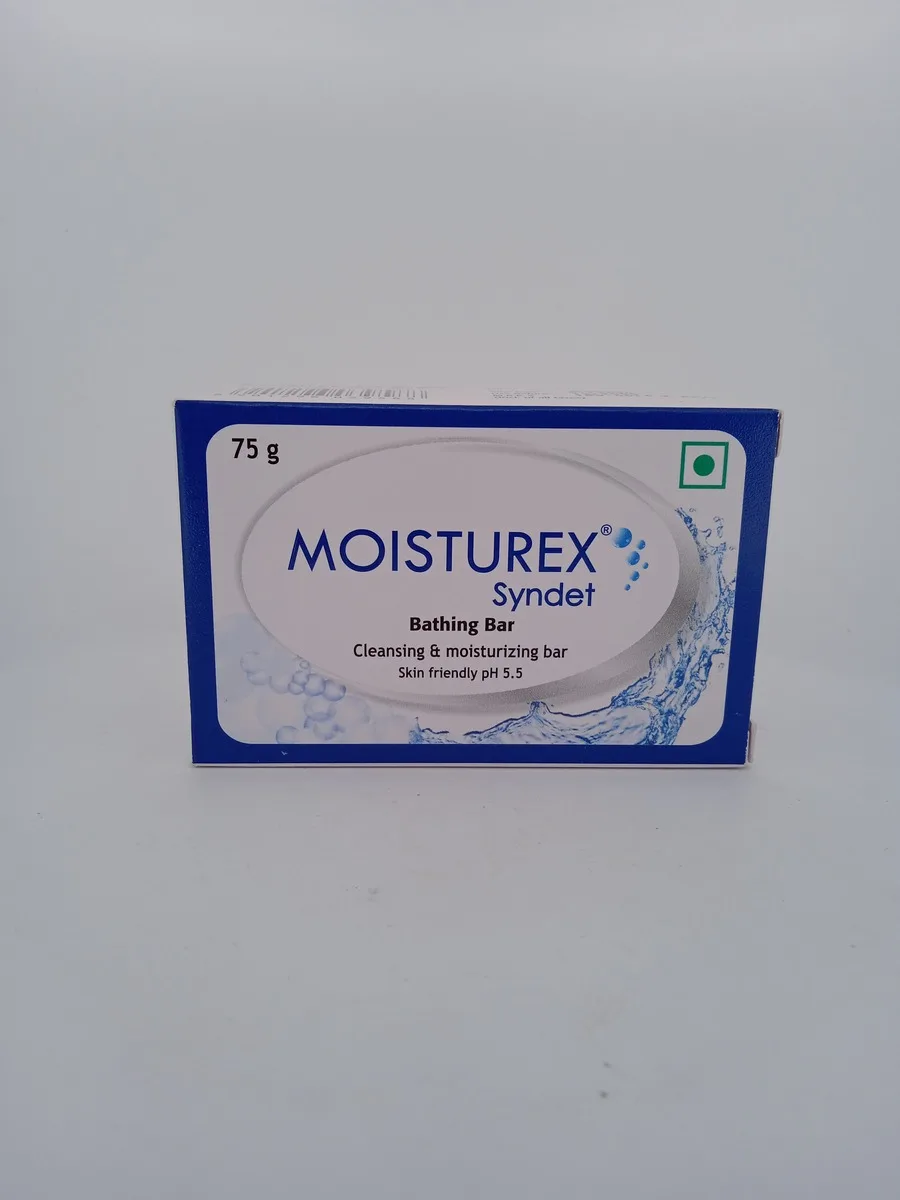 75 g
MOISTUREX®
Syndet
Bathing Bar
Cleansing & moisturizing bar
Skin friendly pH 5.5